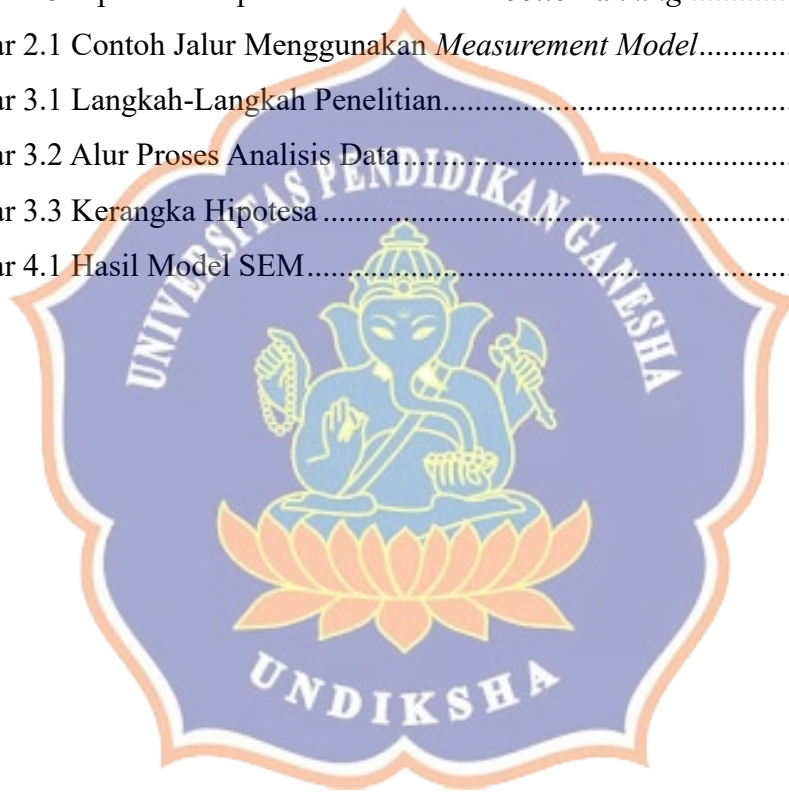 ar 2.1 Contoh Jalur Menggunakan Measurement Model......
ar 3.1 Langkah-Langkah Penelitian......................................
ar 3.2 Alur Proses Analisis Data...........................................
ar 3.3 Kerangka Hipotesa.....................................................
ar 4.1 Hasil Model SEM.......................................................
UNIVERSITAS PENDIDIKAN GANESHA
UNDIKSHA